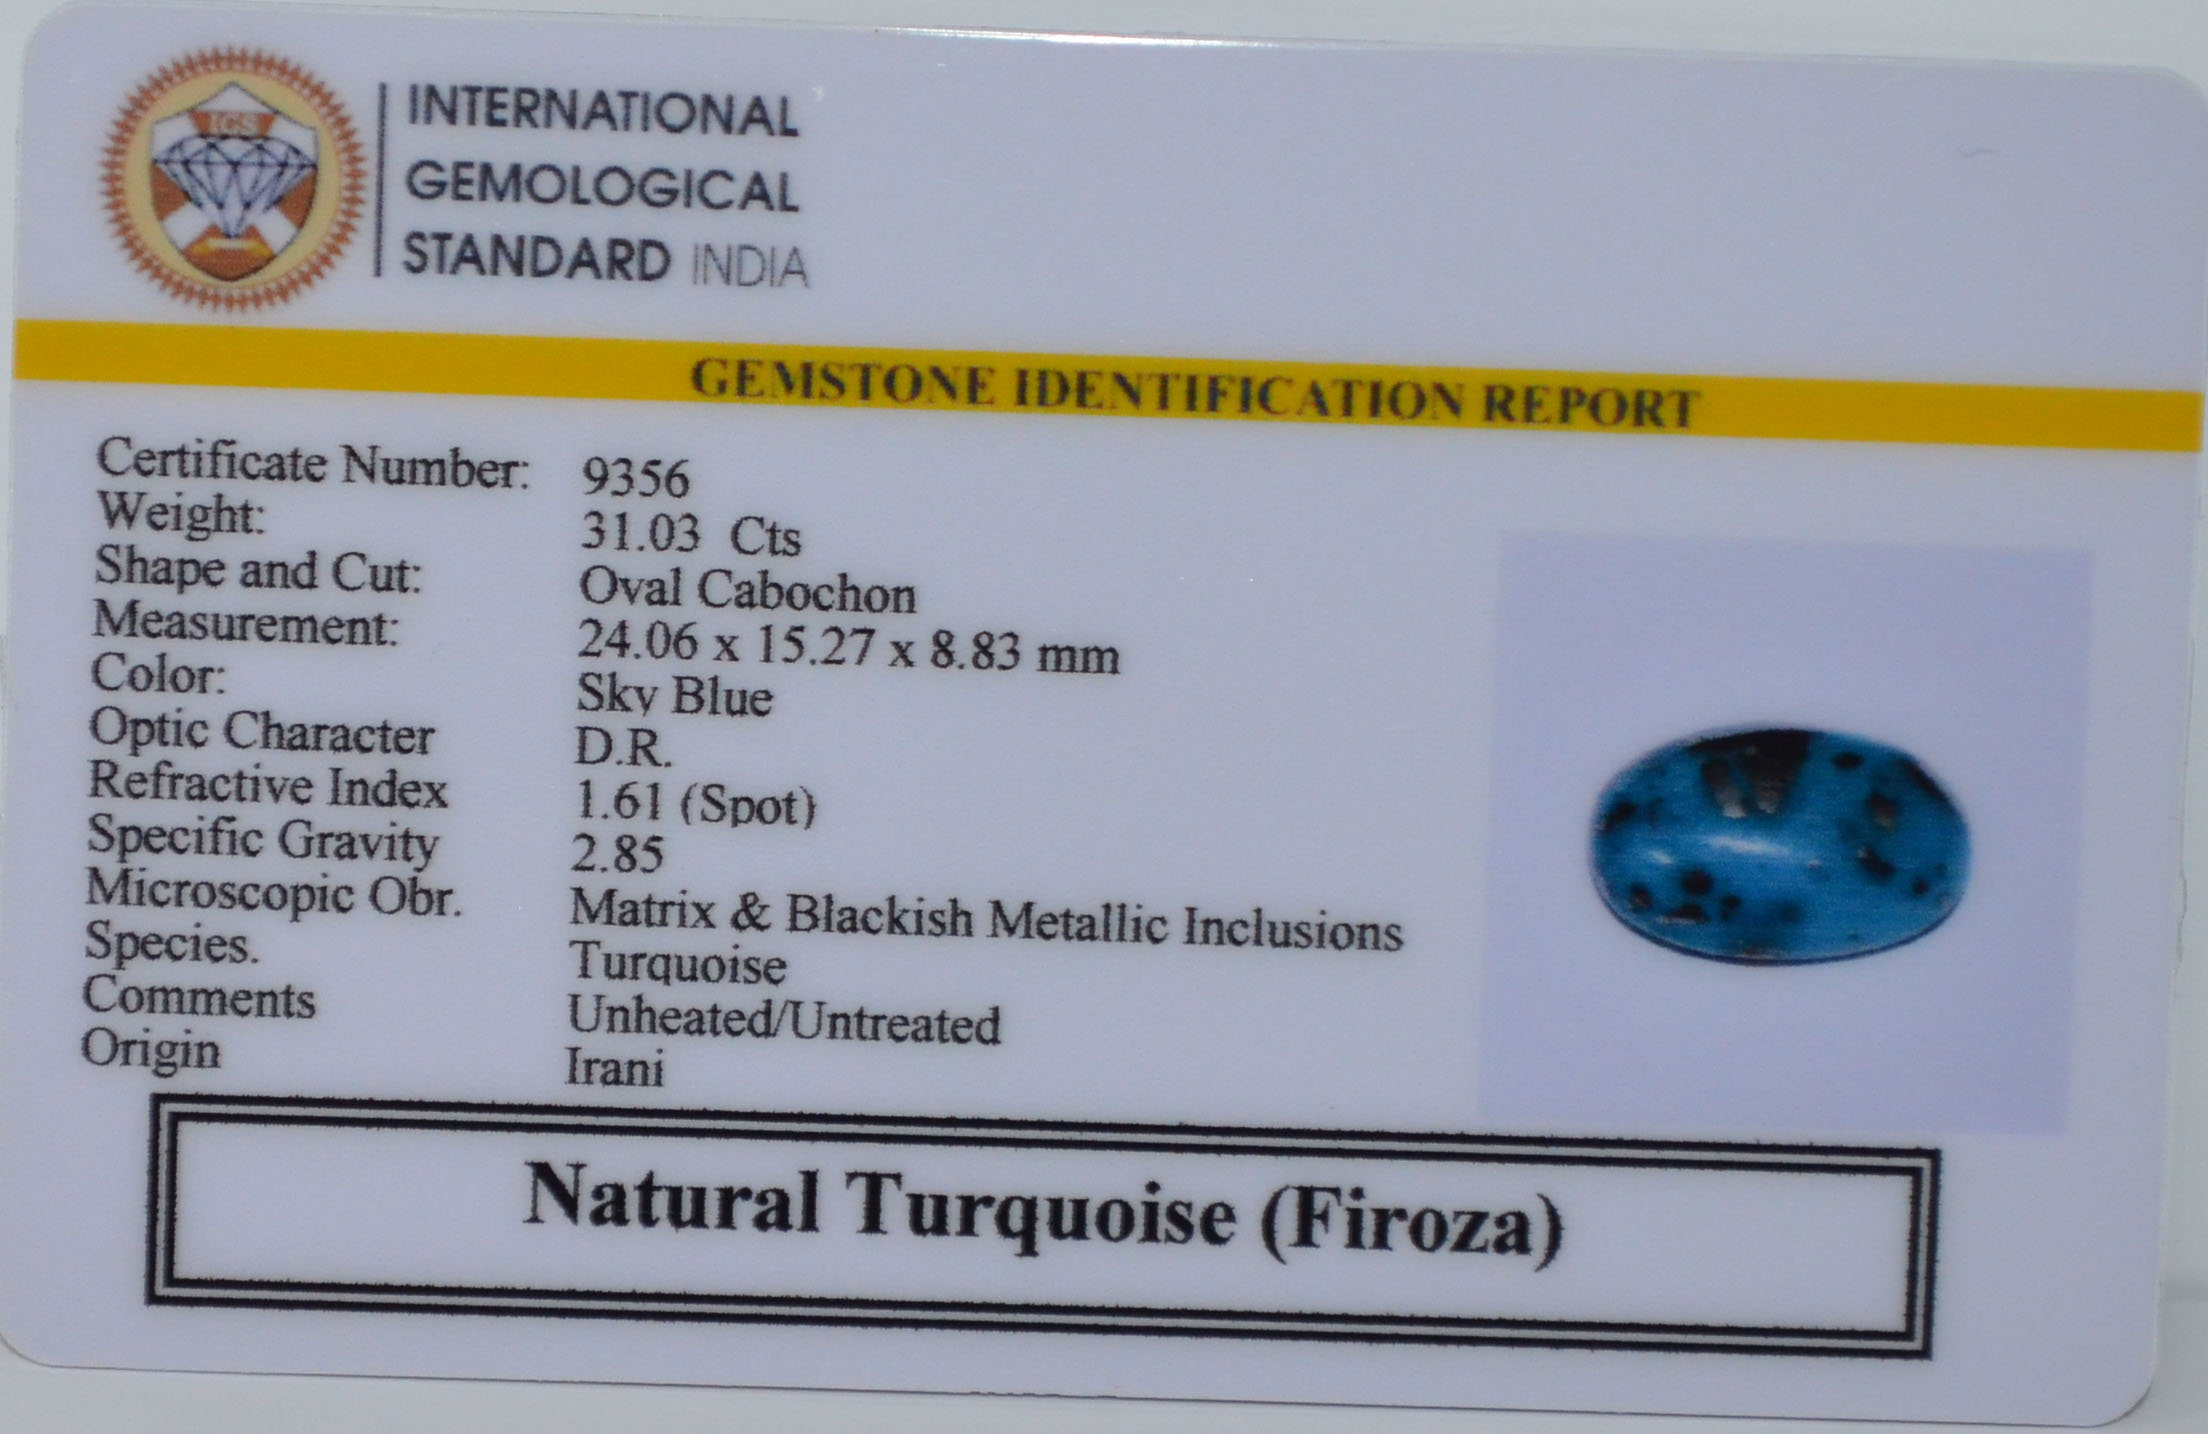 IGS
INTERNATIONAL
GEMOLOGICAL
STANDARD INDIA
GEMSTONE IDENTIFICATION REPORT
Certificate Number: 9356
Weight: 31.03 Cts
Shape and Cut: Oval Cabochon
Measurement: 24.06 x 15.27 x 8.83 mm
Color: Sky Blue
Optic Character D.R.
Refractive Index 1.61 (Spot)
Specific Gravity 2.85
Microscopic Obr. Matrix & Blackish Metallic Inclusions
Species. Turquoise
Comments Unheated/Untreated
Origin Irani
Natural Turquoise (Firoza)